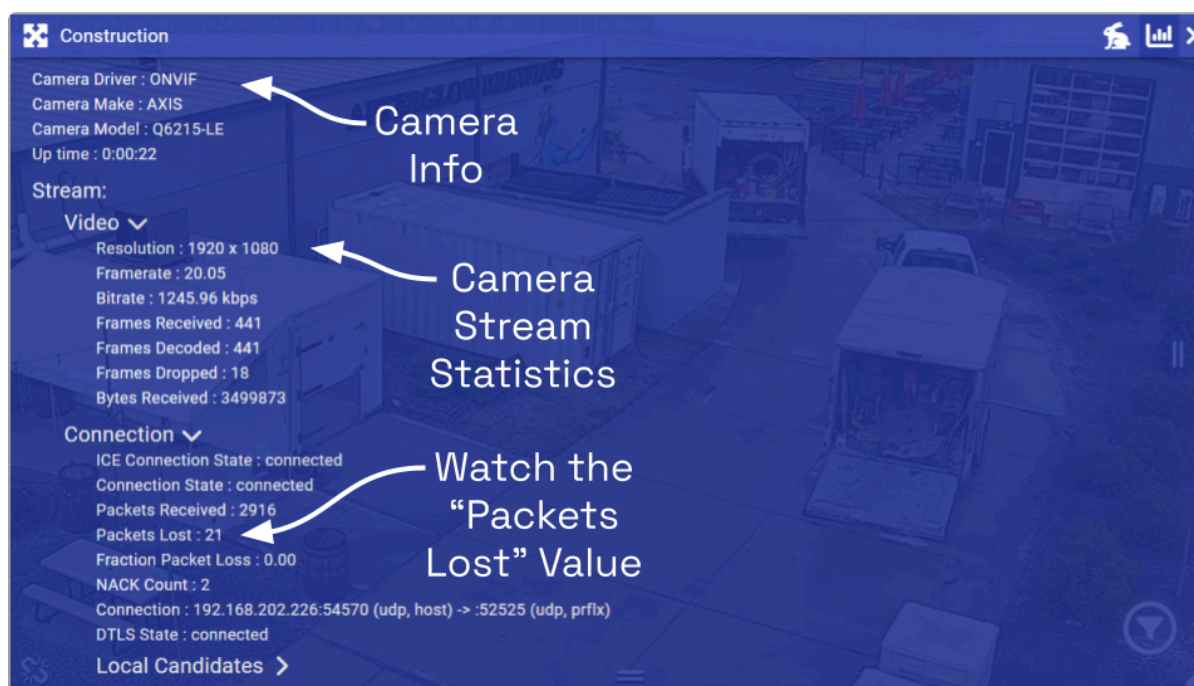 Construction
Camera Driver : ONVIF
Camera Make : AXIS
Camera Model : Q6215-LE
Up time : 0:00:22
Camera
Info
Stream:
Video
Resolution : 1920 x 1080
Framerate : 20.05
Bitrate : 1245.96 kbps
Frames Received : 441
Frames Decoded : 441
Frames Dropped : 18
Bytes Received : 3499873
Camera
Stream
Statistics
Connection
ICE Connection State : connected
Connection State : connected
Packets Received : 2916
Packets Lost : 21
Fraction Packet Loss : 0.00
NACK Count : 2
Connection : 192.168.202.226:54570 (udp, host) -> :52525 (udp, prflx)
DTLS State : connected
Local Candidates
Watch the
“Packets
Lost” Value